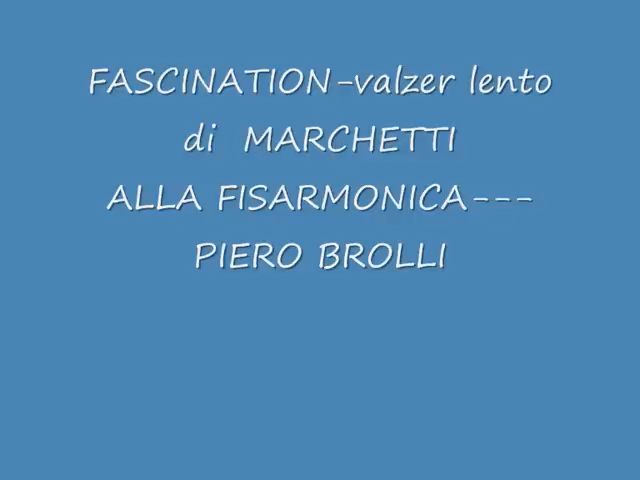 FASCINATION-valzer lento
di MARCHETTI
ALLA FISARMONICA---
PIERO BROLLI